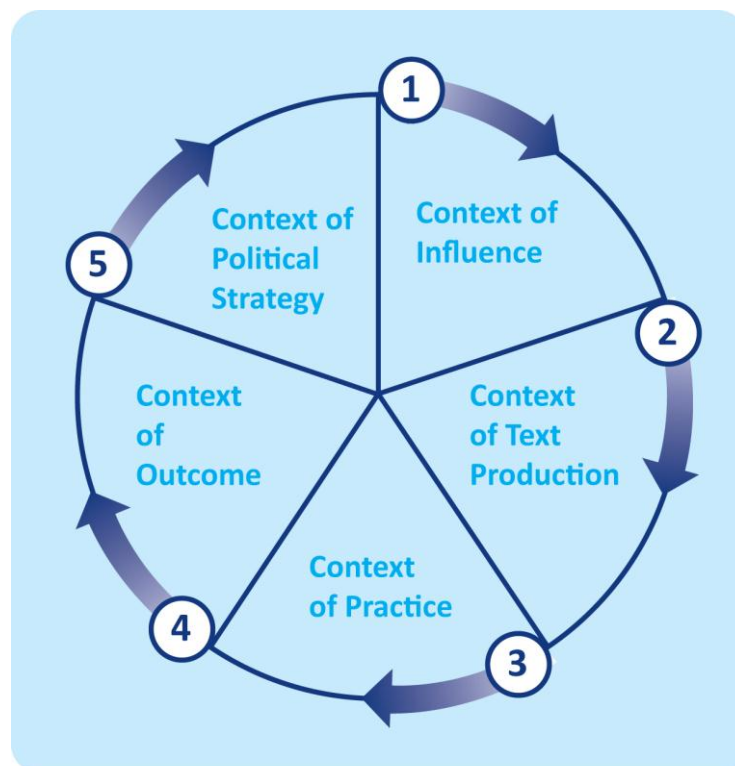 1
Context of
Influence
2
Context
of Text
Production
3
Context
of Practice
4
Context
of
Outcome
5
Context of
Political
Strategy